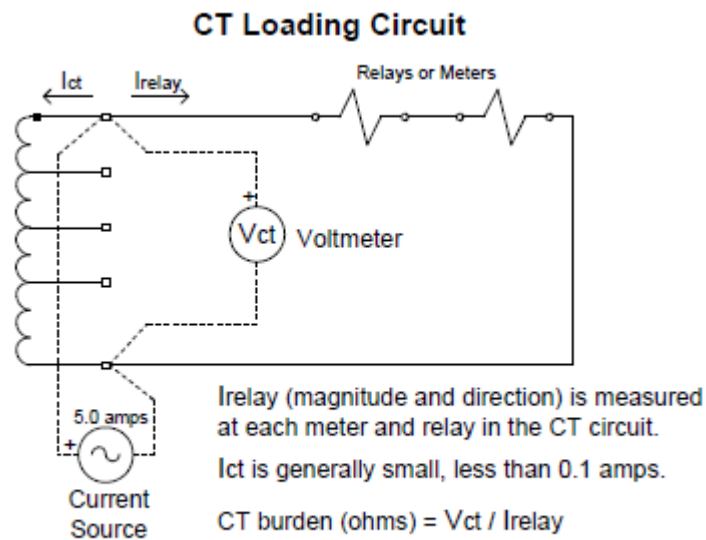 CT Loading Circuit
Ict
Irelay
Relays or Meters
+
Vct
Voltmeter
5.0 amps
+
Current
Source
Irelay (magnitude and direction) is measured
at each meter and relay in the CT circuit.
Ict is generally small, less than 0.1 amps.
CT burden (ohms) = Vct / Irelay